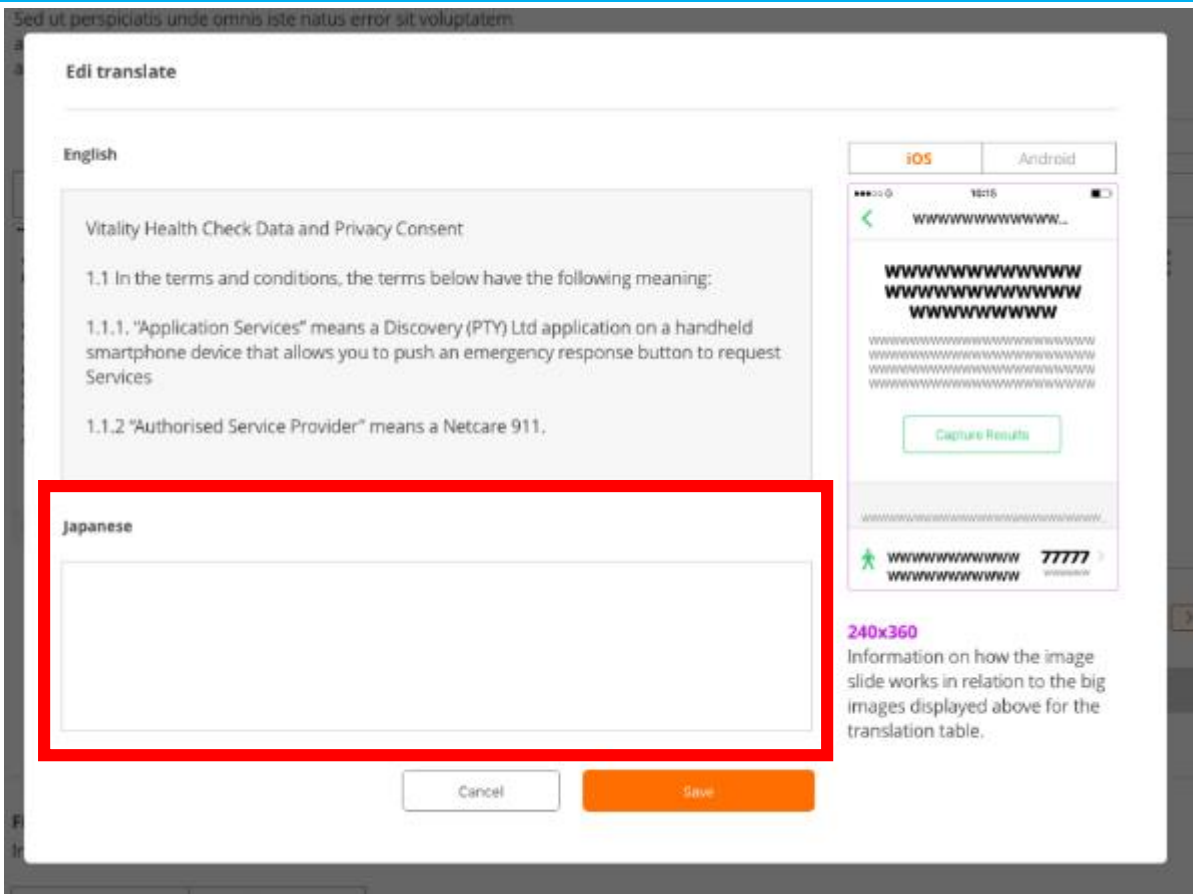 Sed ut perspiciatis unde omnis iste natus error sit voluptatem
Edi translate
English
Vitality Health Check Data and Privacy Consent
1.1 In the terms and conditions, the terms below have the following meaning:
1.1.1. "Application Services" means a Discovery (PTY) Ltd application on a handheld
smartphone device that allows you to push an emergency response button to request
Services
1.1.2 "Authorised Service Provider" means a Netcare 911.
Japanese
Cancel
Save
iOS
Android
10:15
WWWWWWWWWWWW...
WWWWWWWWWWWWW
WWWWWWWWWWWWW
WWWWWWWWWW
Capture Results
WWWWWWWWWWWW
77777
WWWWWWWWWWWW
240x360
Information on how the image
slide works in relation to the big
images displayed above for the
translation table.